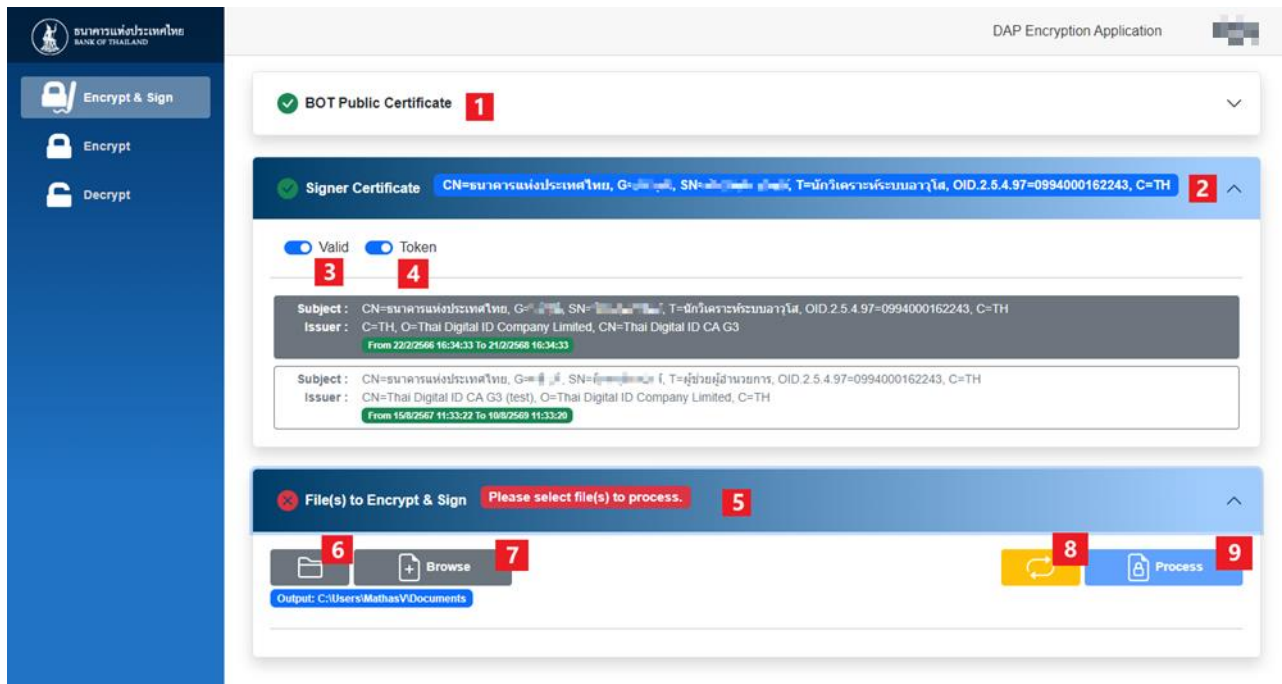 ธนาคารแห่งประเทศไทย
BANK OF THAILAND
DAP Encryption Application
Encrypt & Sign
Encrypt
Decrypt
BOT Public Certificate 1
Signer Certificate CN=ธนาคารแห่งประเทศไทย, G= SN= T=นักวิเคราะห์ระบบอาวุโส, OID.2.5.4.97=0994000162243, C=TH 2
Valid Token
3 4
Subject : CN=ธนาคารแห่งประเทศไทย, G= SN= T=นักวิเคราะห์ระบบอาวุโส, OID.2.5.4.97=0994000162243, C=TH
Issuer : C=TH, O=Thai Digital ID Company Limited, CN=Thai Digital ID CA G3
From 22/2/2566 16:34:33 To 21/2/2568 16:34:33
Subject : CN=ธนาคารแห่งประเทศไทย, G= SN= T=ผู้ช่วยผู้อำนวยการ, OID.2.5.4.97=0994000162243, C=TH
Issuer : CN=Thai Digital ID CA G3 (test), O=Thai Digital ID Company Limited, C=TH
From 15/8/2567 11:33:22 To 10/8/2569 11:33:20
File(s) to Encrypt & Sign Please select file(s) to process. 5
6 Browse 7 8 Process 9
Output: C:\Users\MathasV\Documents